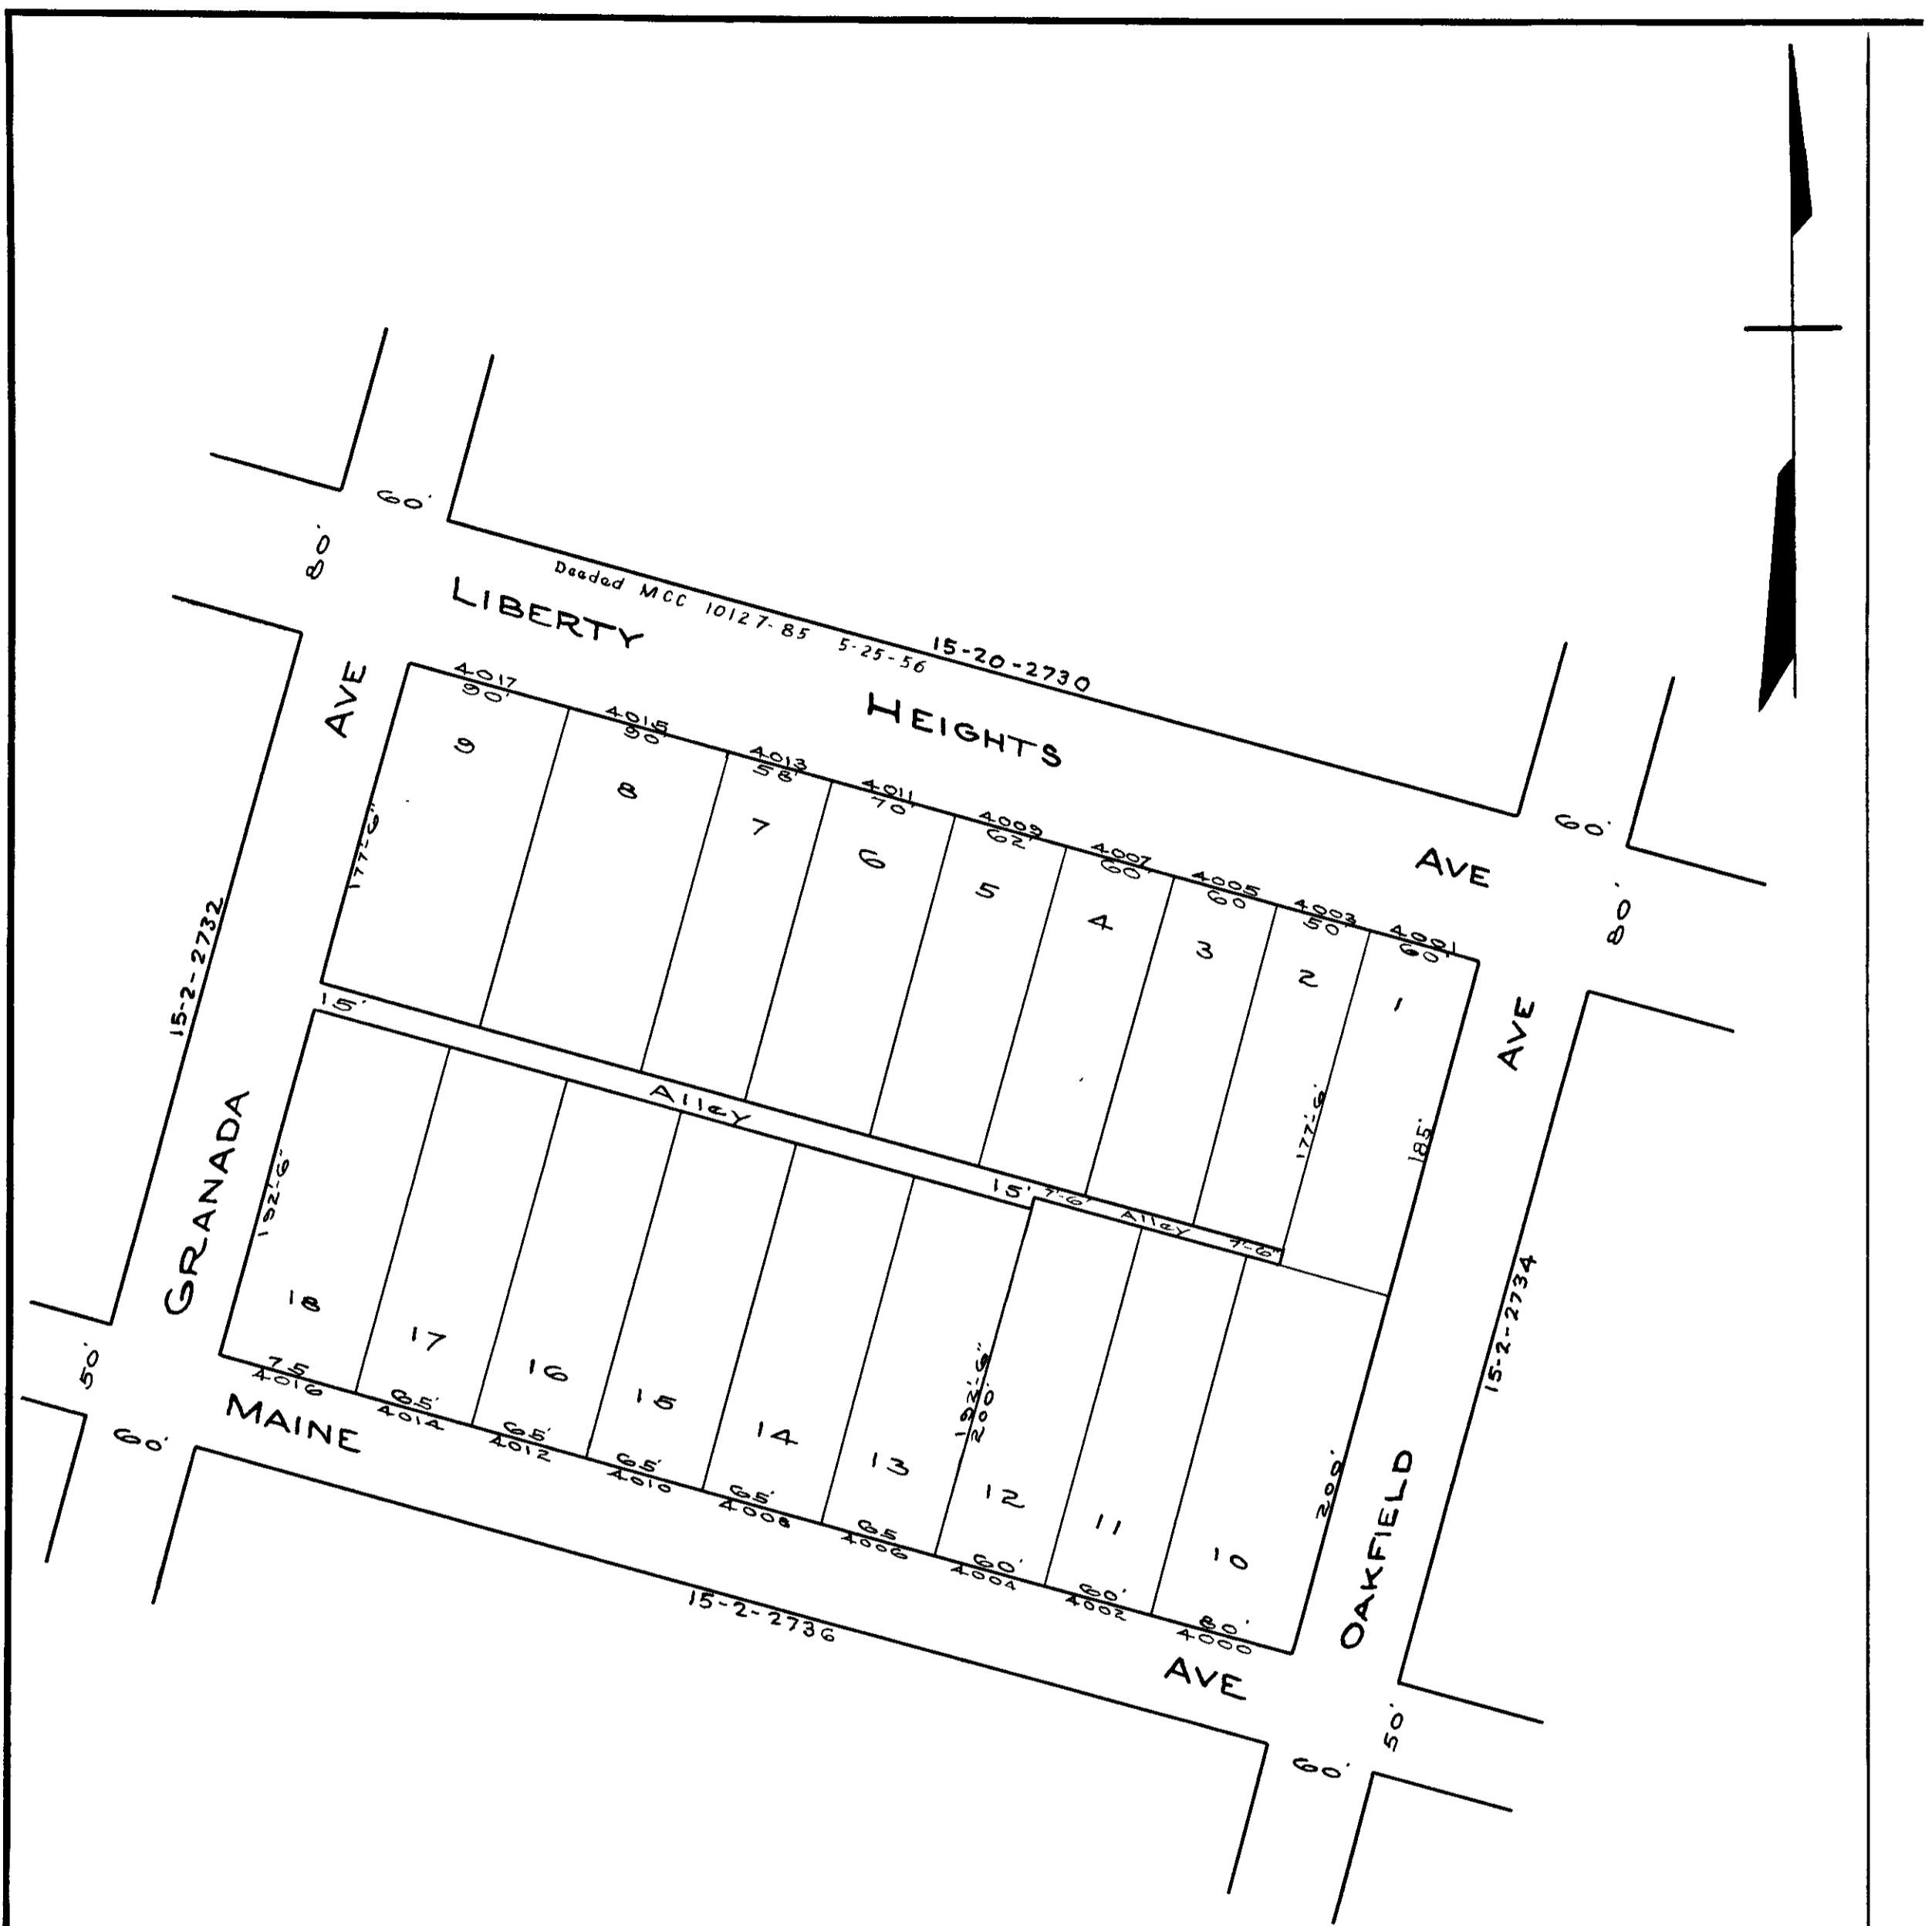 60'
80'
Deeded MCC 10127-85 5-25-56
15-20-2730
LIBERTY HEIGHTS AVE
60'
80'
AVE
4017 4015 4013 4011 4009 4007 4005 4003 4001
90' 90' 58' 70' 62' 60' 60 50' 60'
9 8 7 6 5 4 3 2 1
177'-6"
177'-6"
185'
AVE
15-2-2732
15'
Alley
15' 7'-6"
Alley
7'-6"
GRANADA
192'-6"
192'-6"
200'
15-2-2734
18 17 16 15 14 13 12 11 10
208'
OAKFIELD
75 65' 65' 65' 65' 65 60' 60' 80'
4016 4014 4012 4010 4008 4006 4004 4002 4000
50'
60'
MAINE AVE
15-2-2736
50'
60'